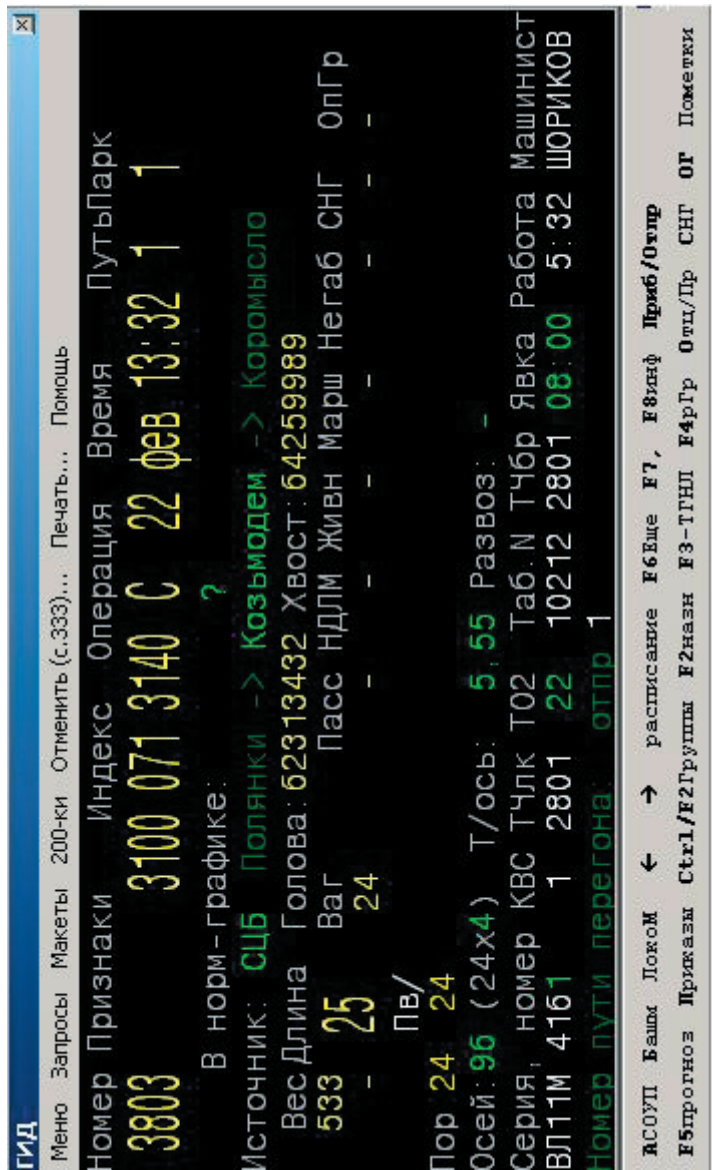 ГИД
Меню Запросы Макеты 200-ки Отменить (с.333)... Печать... Помощь
Номер Признаки Индекс Операция Время ПутьПарк
3803 3100 071 3140 С 22 фев 13:32 1 1
В норм-графике: ?
Источник: СЦБ Полянки -> Козьмодем -> Коромысло
Вес Длина Голова:62313432 Хвост:64259989
533 25 Ваг Пасс НДЛМ Живн Марш Негаб СНГ ОпГр
- 24 - - - - - - -
Пв/
Пор 24 24
Осей:96 (24х4) Т/ось: 5,55 Развоз: _
Серия, номер КВС ТЧлк ТО2 Таб.N ТЧбр Явка Работа Машинист
ВЛ11М 4161 1 2801 22 10212 2801 08:00 5:32 ШОРИКОВ
Номер пути перегона: отпр 1
АСОУП Башм ЛокоМ ← → расписание F6Еще F7, F8инф Приб/Отпр
F5прогноз Приказы Ctrl/F2Группы F2назн F3-ТГНЛ F4рГр Отц/Пр СНГ ОГ Пометки